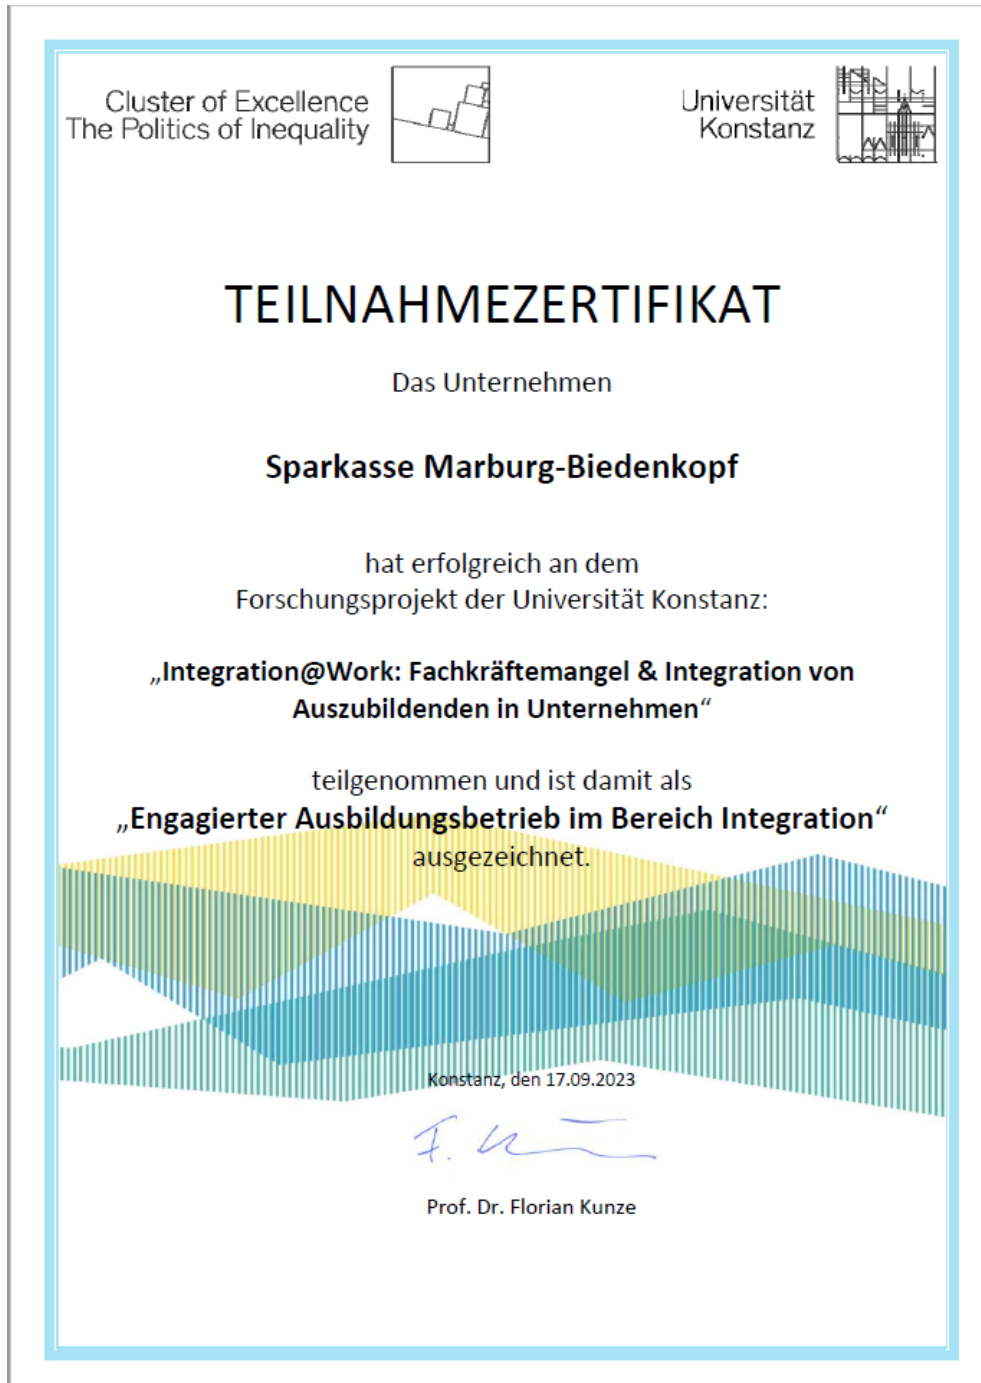 Cluster of Excellence
The Politics of Inequality
Universität
Konstanz
TEILNAHMEZERTIFIKAT
Das Unternehmen
Sparkasse Marburg-Biedenkopf
hat erfolgreich an dem
Forschungsprojekt der Universität Konstanz:
„Integration@Work: Fachkräftemangel & Integration von
Auszubildenden in Unternehmen“
teilgenommen und ist damit als
„Engagierter Ausbildungsbetrieb im Bereich Integration“
ausgezeichnet.
Konstanz, den 17.09.2023
Prof. Dr. Florian Kunze